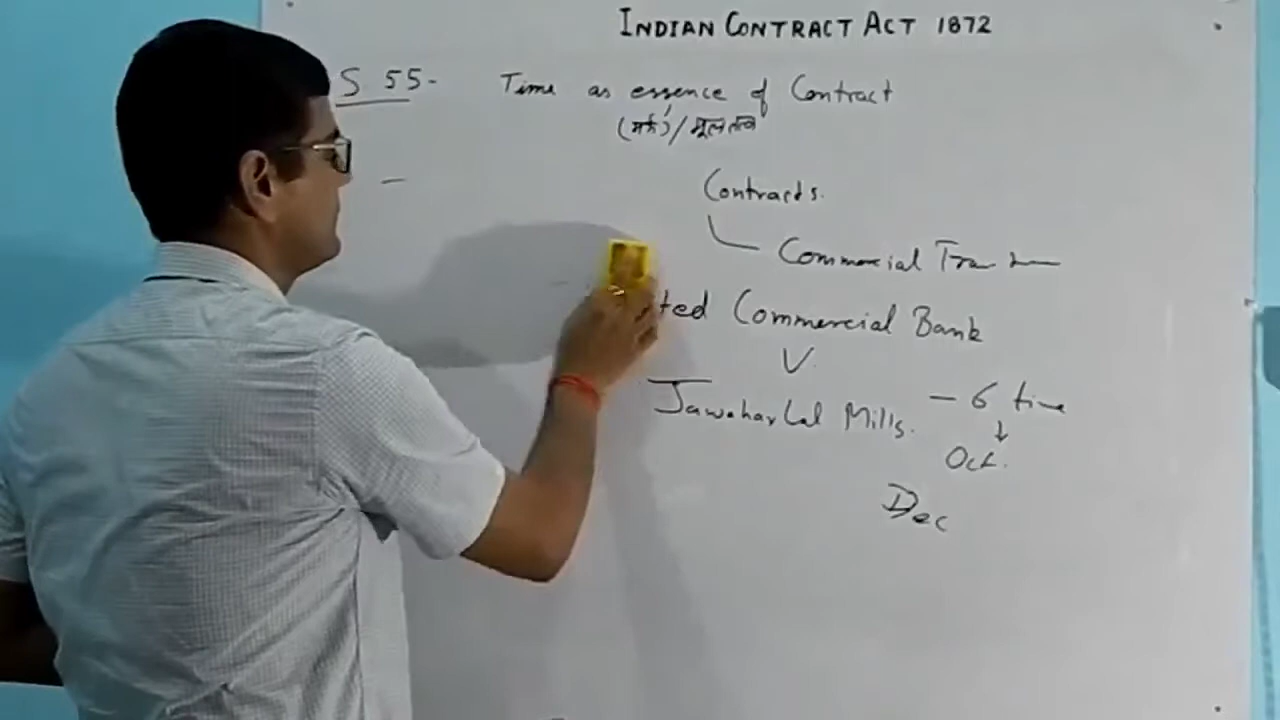 INDIAN CONTRACT ACT 1872
S 55-
Time as essence of Contract
(मर्म)/मूलतत्व
Contracts.
Commercial
ted Commercial Bank
V
Jawaharlal Mills. - 6 time
Oct.
Dec